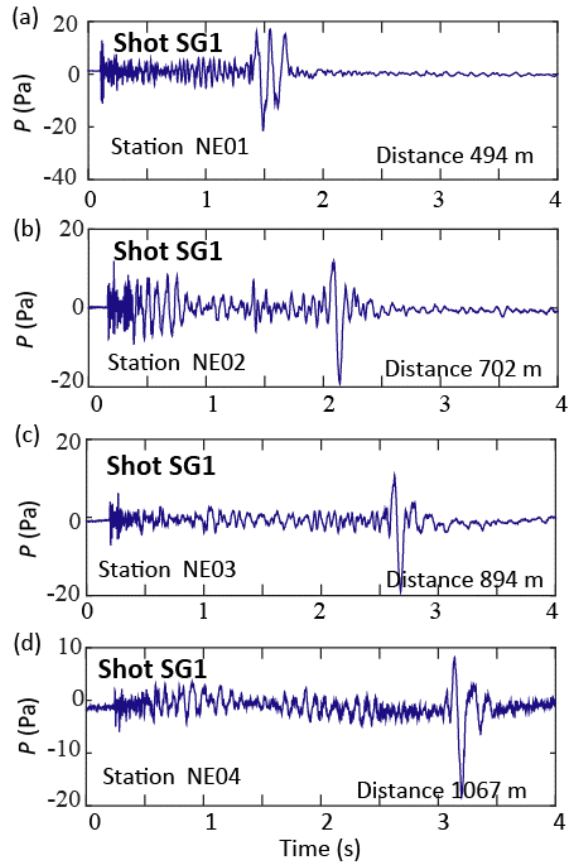 (a)
20
0
-20
-40
P (Pa)
Shot SG1
Station NE01
Distance 494 m
0 1 2 3 4
(b)
20
0
-20
P (Pa)
Shot SG1
Station NE02
Distance 702 m
0 1 2 3 4
(c)
20
0
-20
P (Pa)
Shot SG1
Station NE03
Distance 894 m
0 1 2 3 4
(d)
10
0
-10
-20
P (Pa)
Shot SG1
Station NE04
Distance 1067 m
0 1 2 3 4
Time (s)